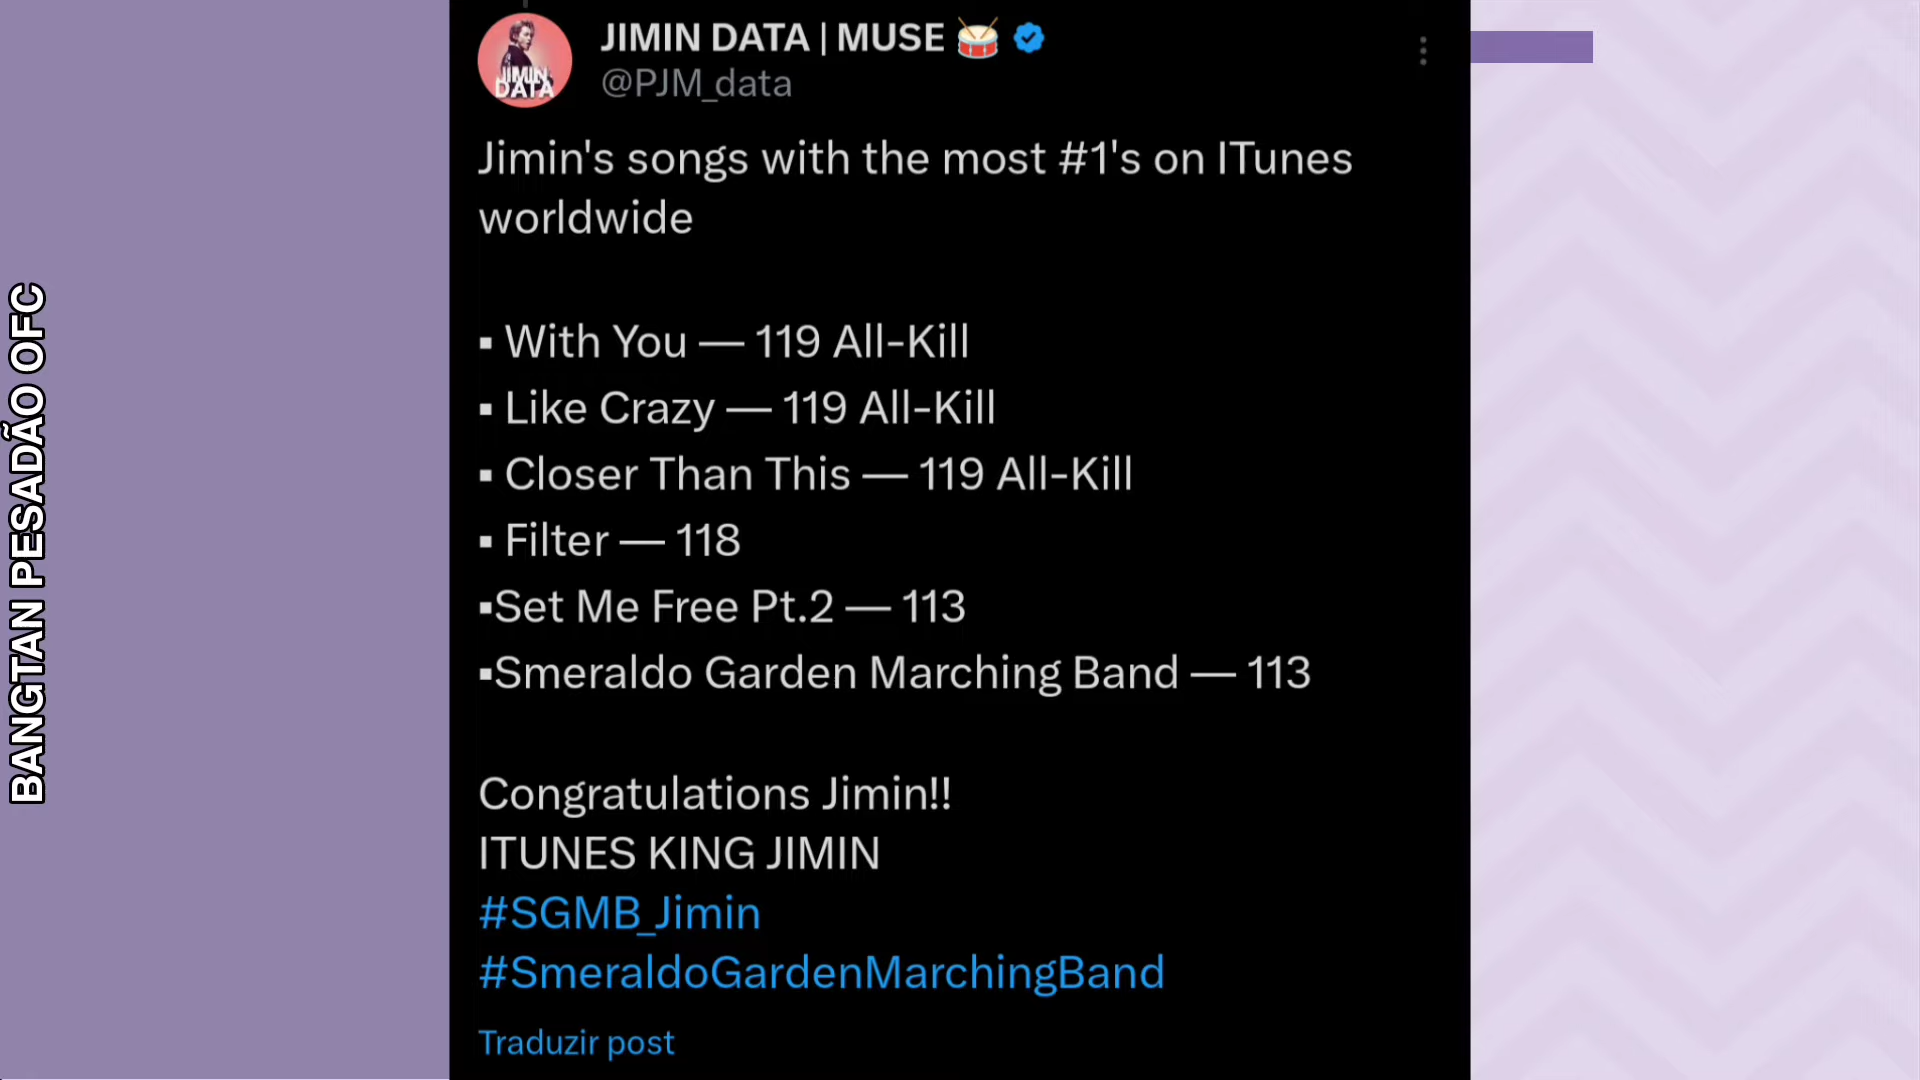 BANGTAN PESADÃO OFC
JIMIN DATA
JIMIN DATA | MUSE 🥁
@PJM_data
Jimin's songs with the most #1's on ITunes
worldwide
▪ With You — 119 All-Kill
▪ Like Crazy — 119 All-Kill
▪ Closer Than This — 119 All-Kill
▪ Filter — 118
▪Set Me Free Pt.2 — 113
▪Smeraldo Garden Marching Band — 113
Congratulations Jimin!!
ITUNES KING JIMIN
#SGMB_Jimin
#SmeraldoGardenMarchingBand
Traduzir post